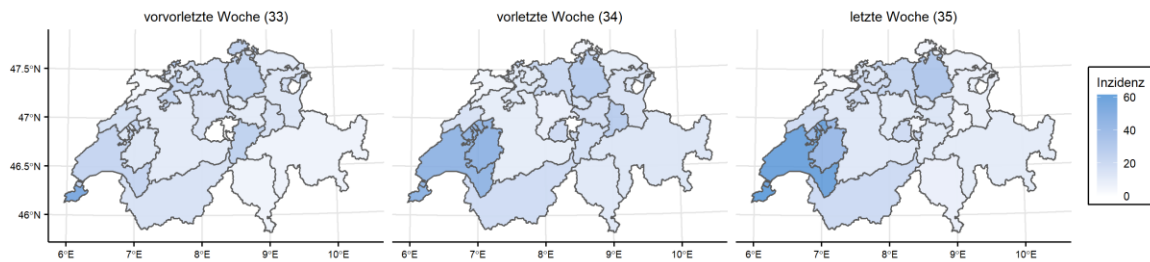 vorvorletzte Woche (33)
vorletzte Woche (34)
letzte Woche (35)
47.5°N
47°N
46.5°N
46°N
6°E 7°E 8°E 9°E 10°E
6°E 7°E 8°E 9°E 10°E
6°E 7°E 8°E 9°E 10°E
Inzidenz
60
40
20
0